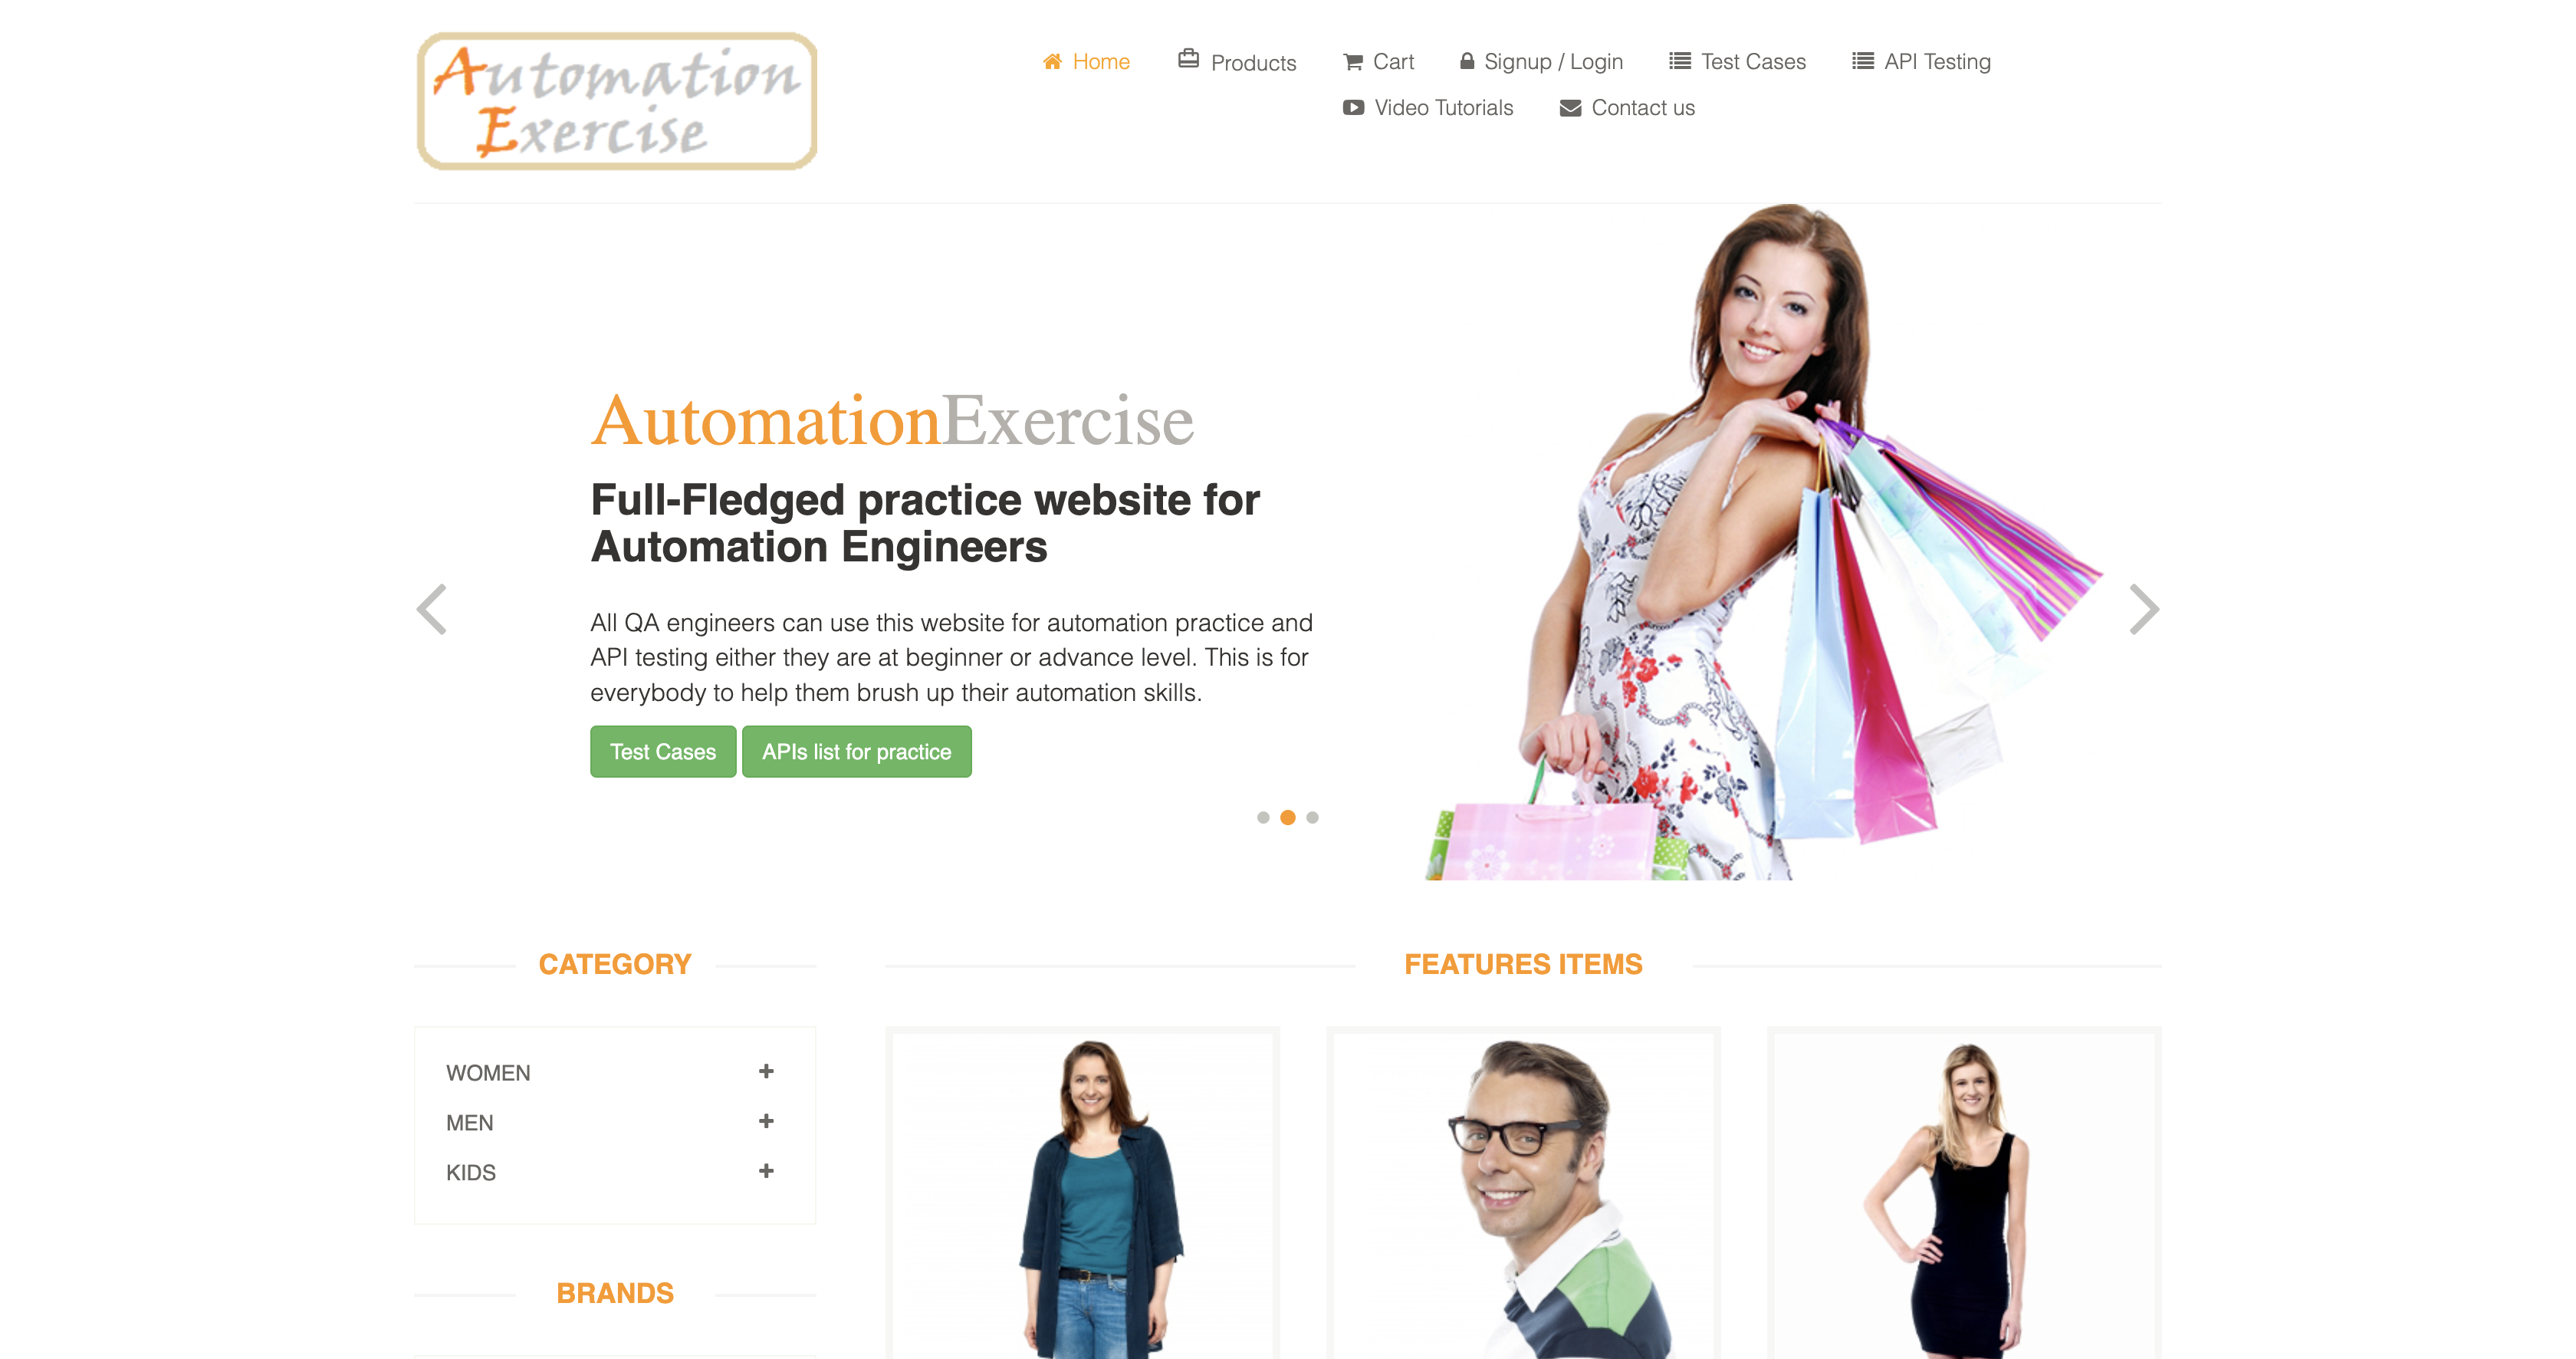 Automation
Exercise
Home Products Cart Signup / Login Test Cases API Testing
Video Tutorials Contact us
AutomationExercise
Full-Fledged practice website for
Automation Engineers
All QA engineers can use this website for automation practice and
API testing either they are at beginner or advance level. This is for
everybody to help them brush up their automation skills.
Test Cases APIs list for practice
CATEGORY
WOMEN
MEN
KIDS
BRANDS
FEATURES ITEMS